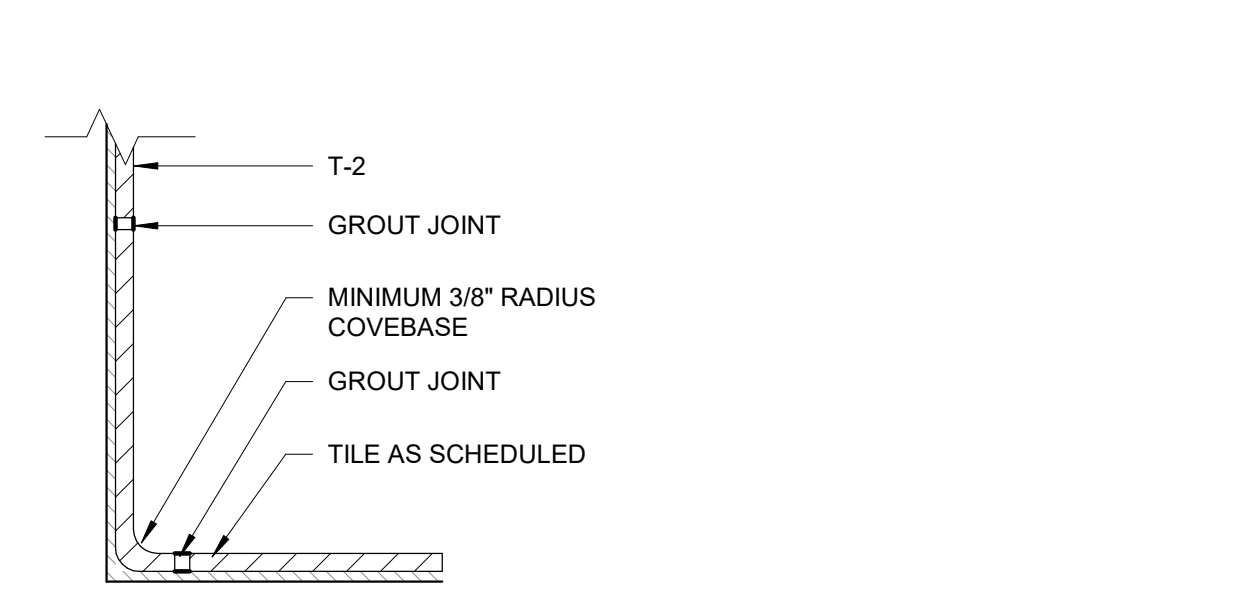 T-2
GROUT JOINT
MINIMUM 3/8" RADIUS
COVEBASE
GROUT JOINT
TILE AS SCHEDULED